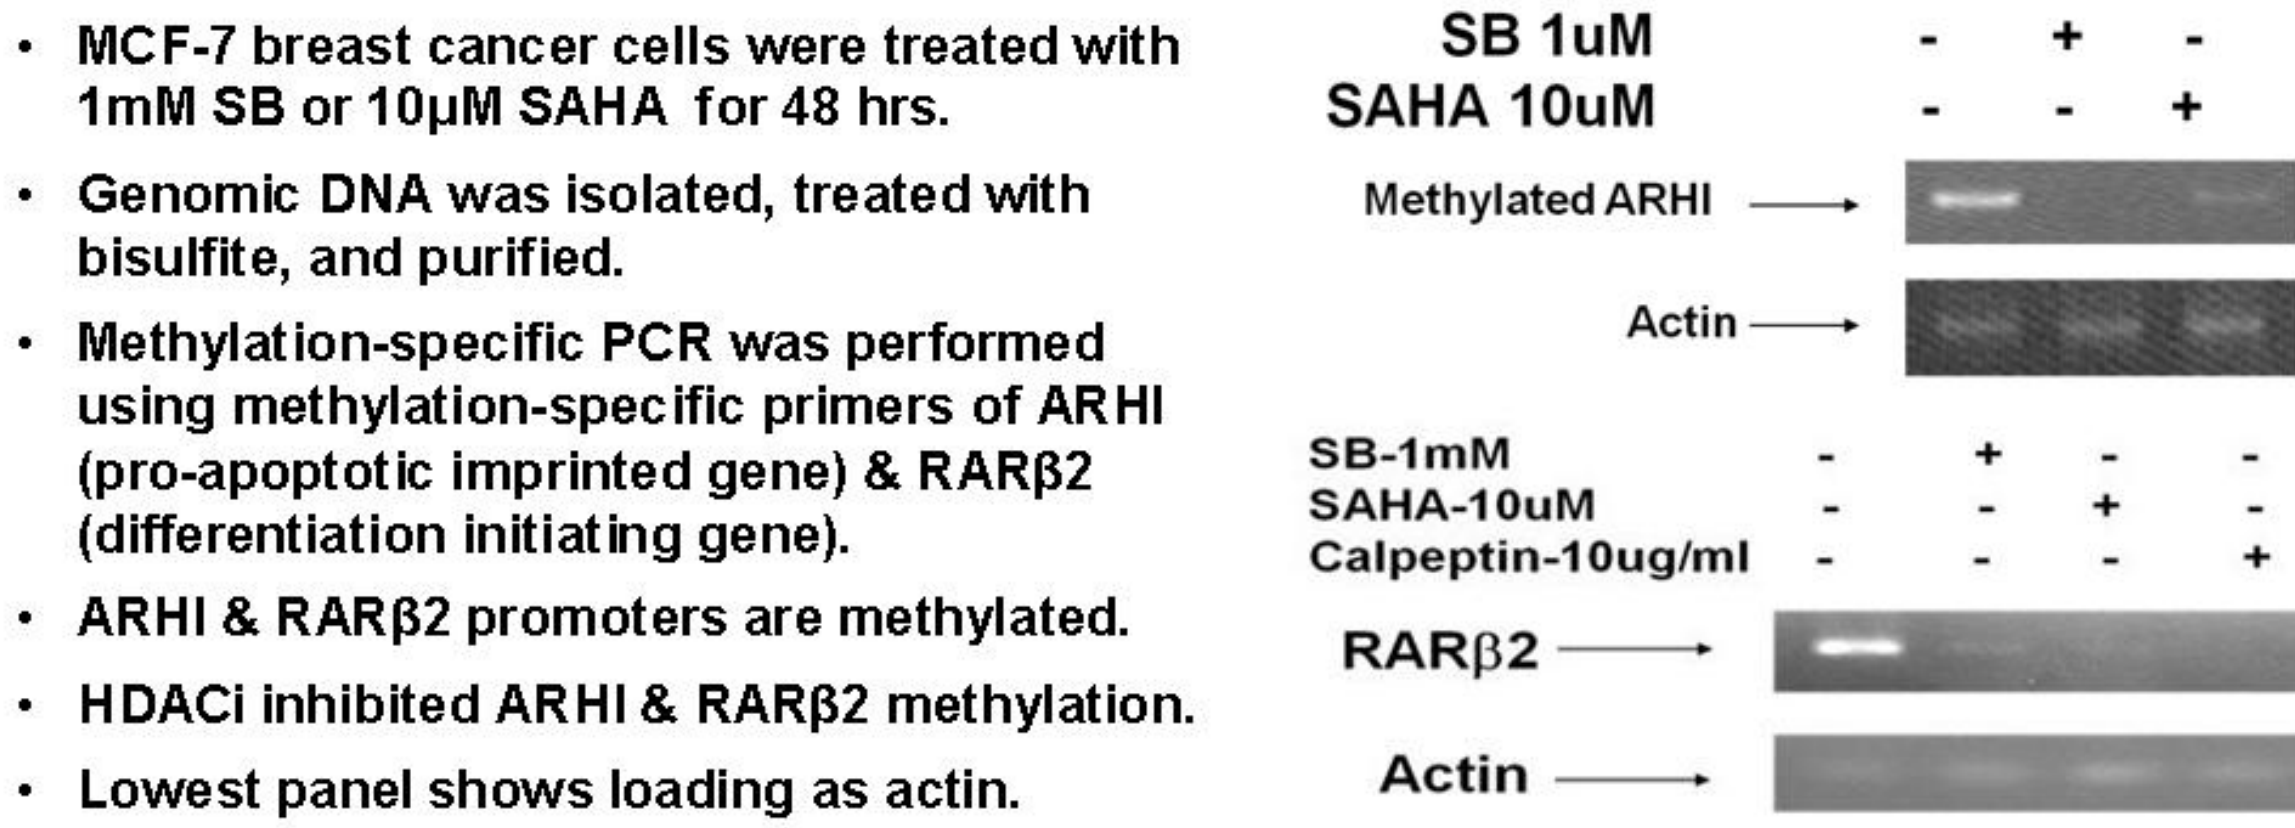 • MCF-7 breast cancer cells were treated with
1mM SB or 10µM SAHA for 48 hrs.
• Genomic DNA was isolated, treated with
bisulfite, and purified.
• Methylation-specific PCR was performed
using methylation-specific primers of ARHI
(pro-apoptotic imprinted gene) & RARβ2
(differentiation initiating gene).
• ARHI & RARβ2 promoters are methylated.
• HDACi inhibited ARHI & RARβ2 methylation.
• Lowest panel shows loading as actin.
SB 1uM - + -
SAHA 10uM - - +
Methylated ARHI
Actin
SB-1mM - + - -
SAHA-10uM - - + -
Calpeptin-10ug/ml - - - +
RARβ2
Actin